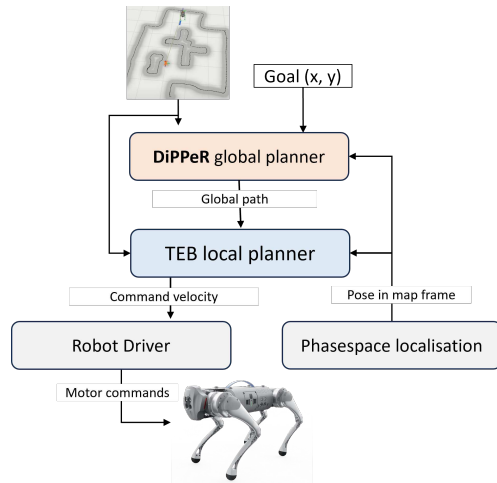 Goal (x, y)
DiPPeR global planner
Global path
TEB local planner
Command velocity
Pose in map frame
Robot Driver
Phasespace localisation
Motor commands